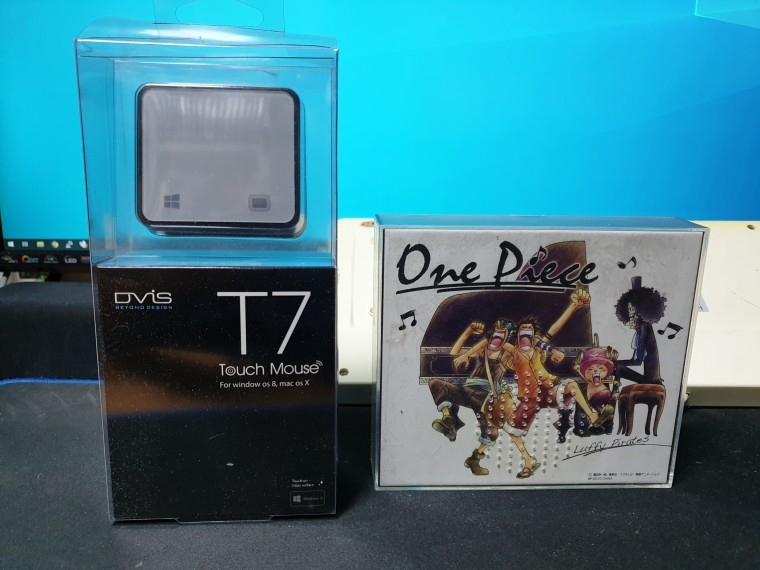 DVIS
BEYOND DESIGN
T7
Touch Mouse
For window os 8, mac os X
One Piece
Luffy Pirates